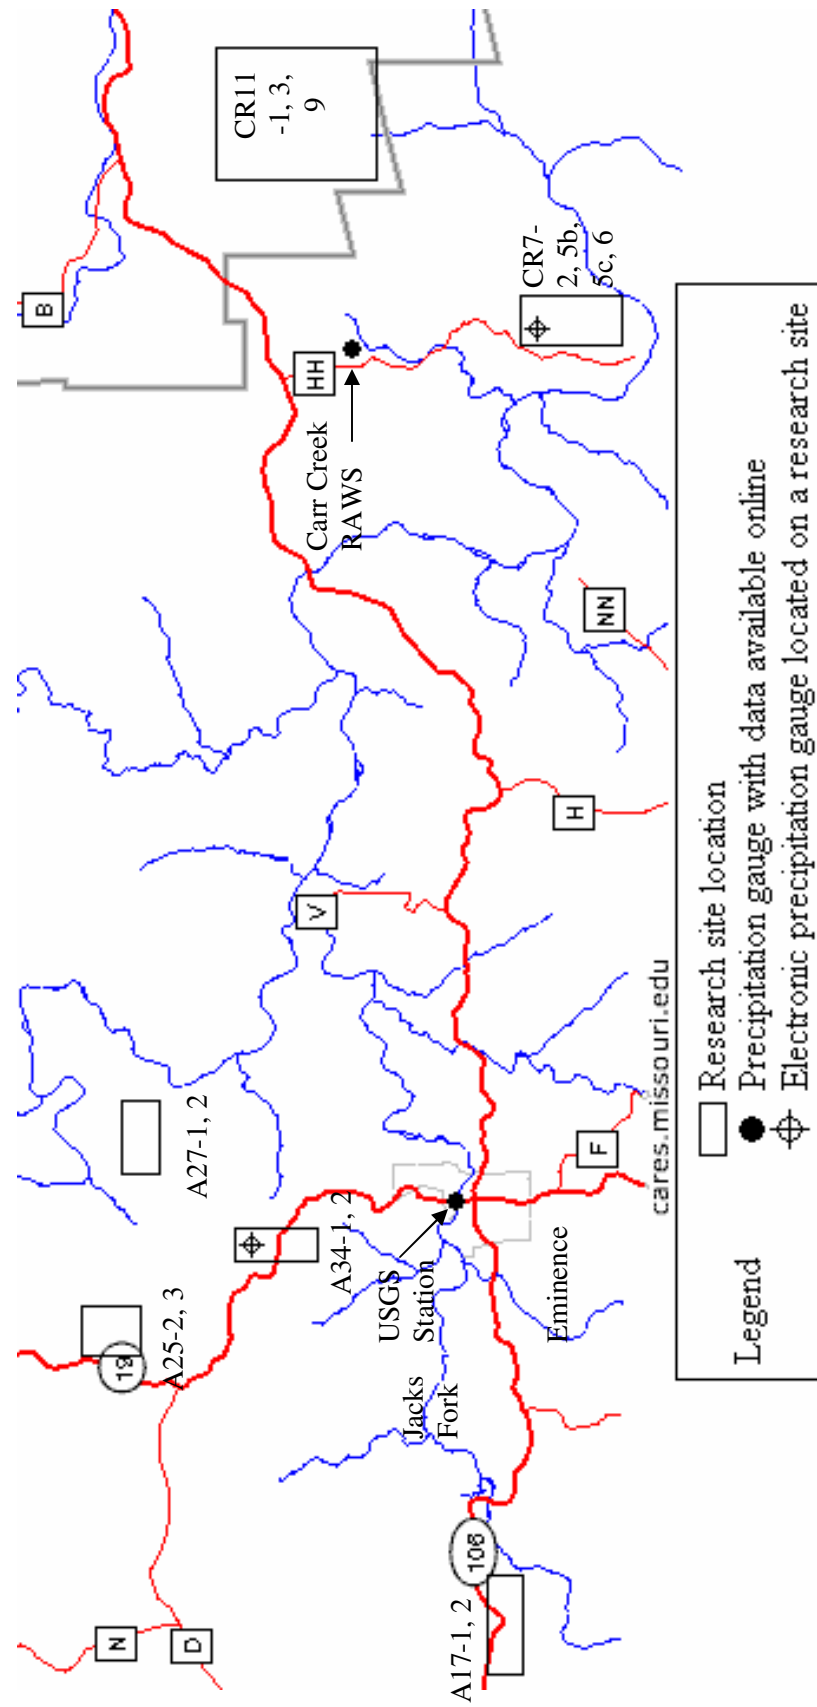 N
D
19
A25-2, 3
A27-1, 2
A34-1, 2
B
CR11
-1, 3,
9
V
HH
Carr Creek
RAWS
USGS
Station
Jacks
Fork
106
A17-1, 2
Eminence
F
H
NN
CR7-
2, 5b,
5c, 6
cares.missouri.edu
Legend
Research site location
Precipitation gauge with data available online
Electronic precipitation gauge located on a research site